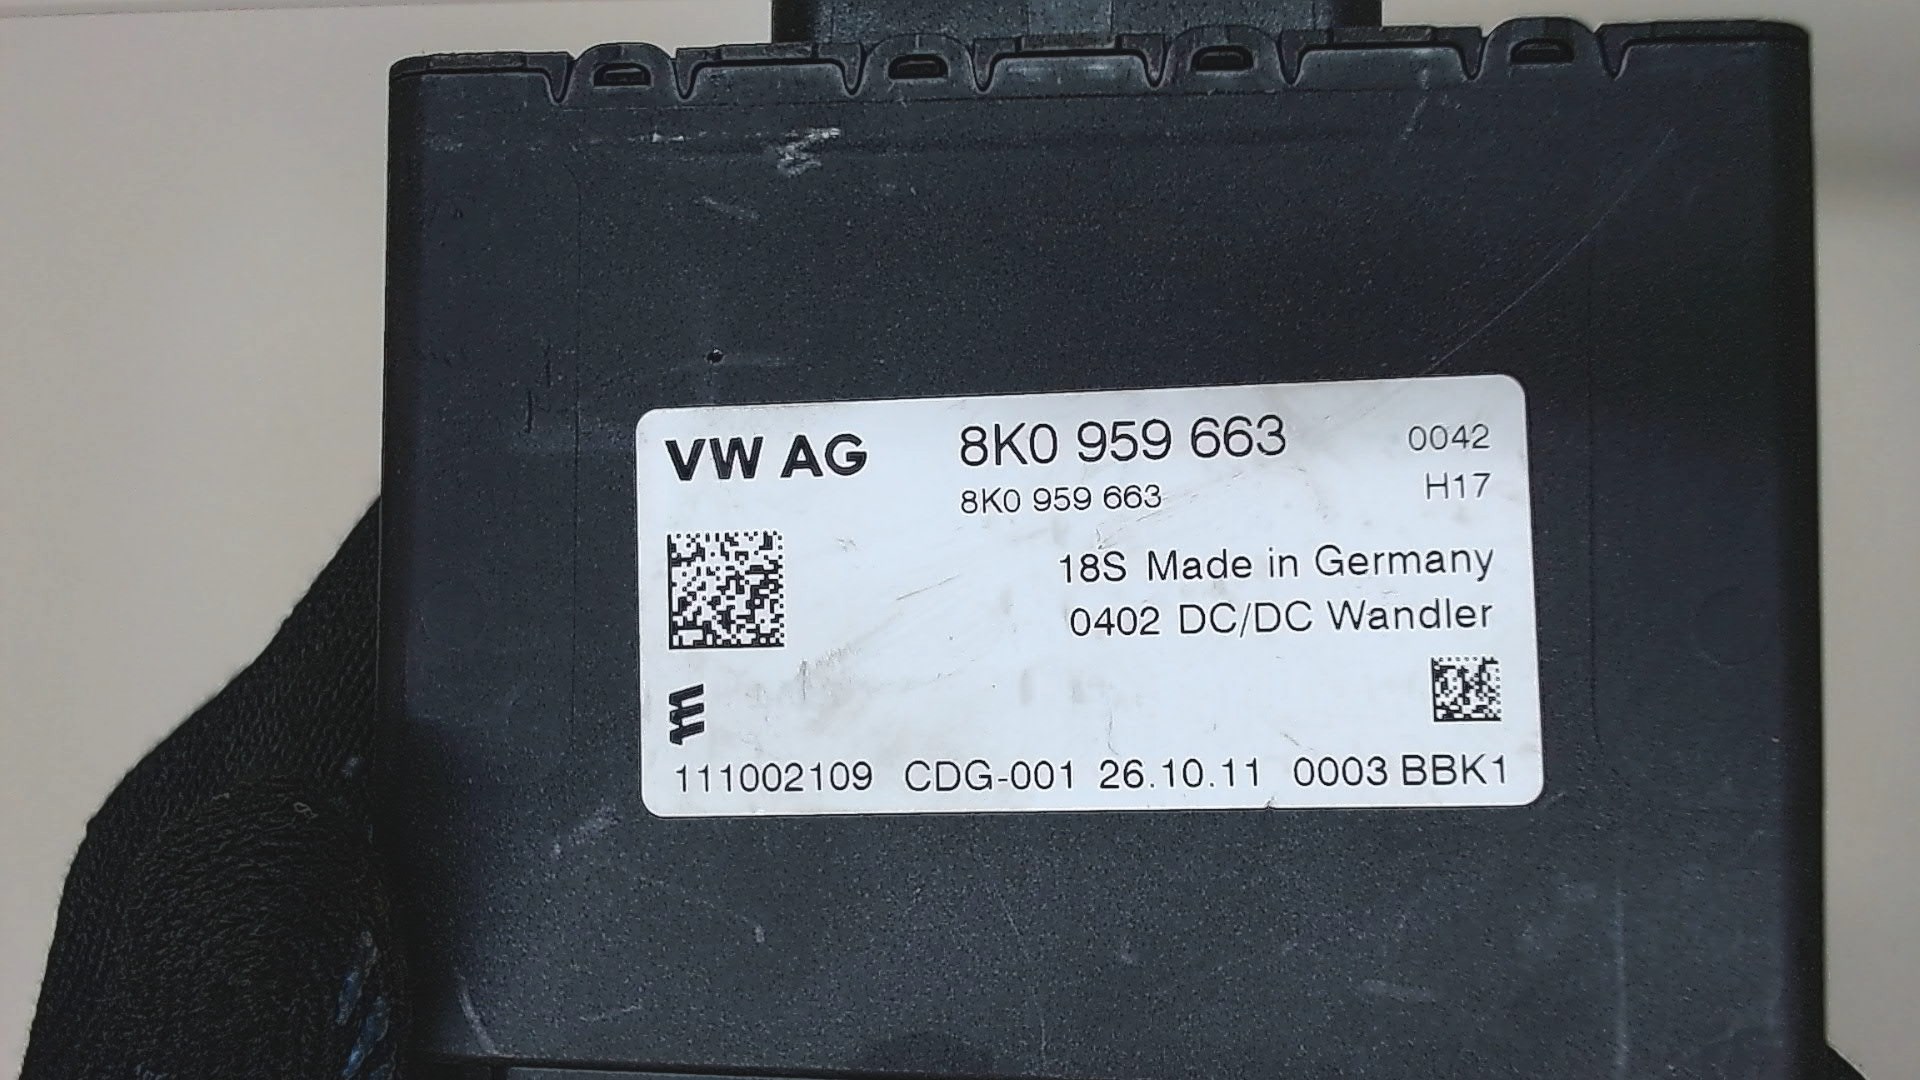 VW AG 8K0 959 663 0042
8K0 959 663 H17
18S Made in Germany
0402 DC/DC Wandler
111002109 CDG-001 26.10.11 0003 BBK1